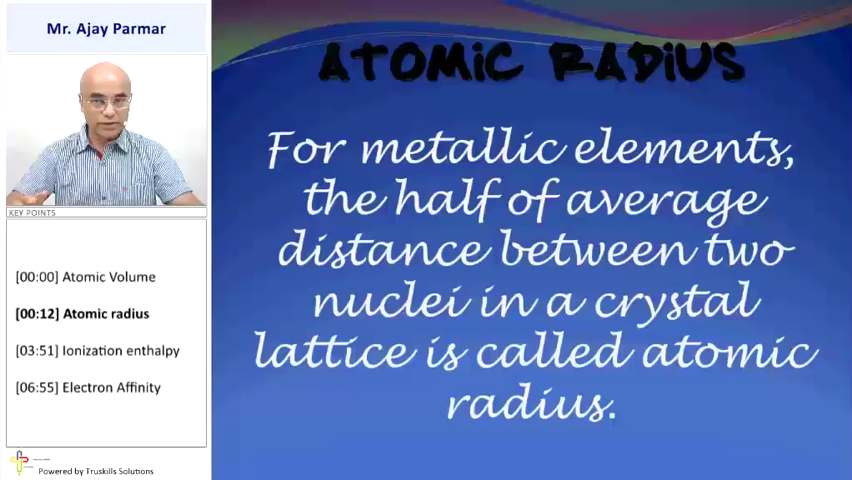 Mr. Ajay Parmar
KEY POINTS
[00:00] Atomic Volume
[00:12] Atomic radius
[03:51] Ionization enthalpy
[06:55] Electron Affinity
Powered by Truskills Solutions
ATOMIC RADIUS
For metallic elements,
the half of average
distance between two
nuclei in a crystal
lattice is called atomic
radius.